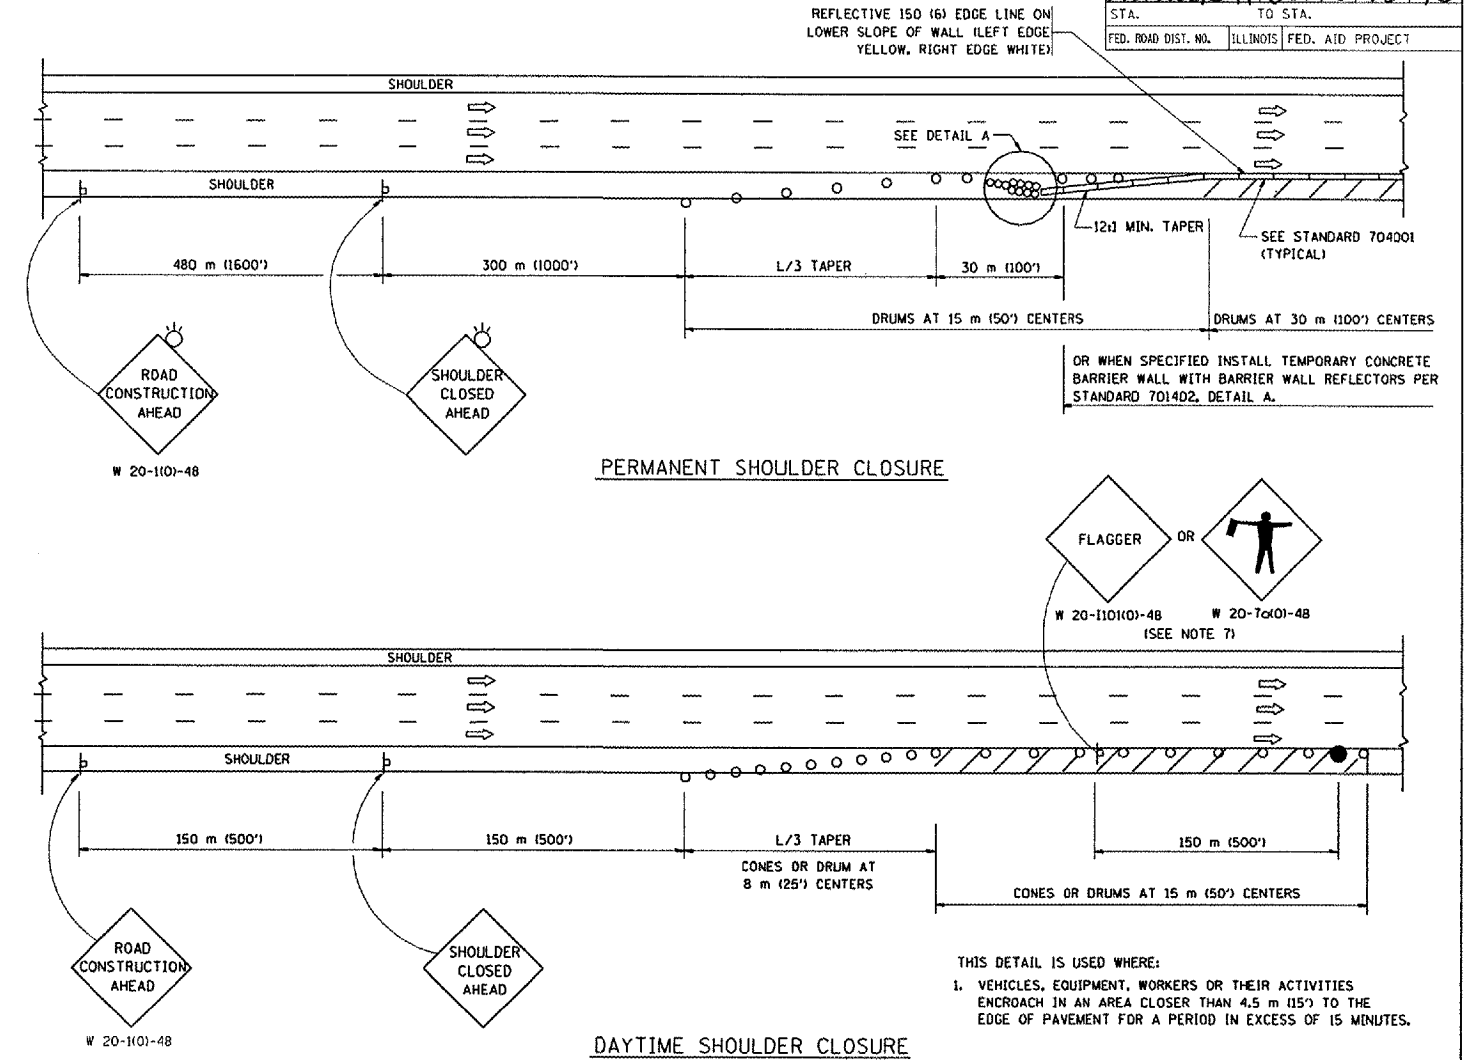 REFLECTIVE 150 (6) EDGE LINE ON
LOWER SLOPE OF WALL (LEFT EDGE
YELLOW, RIGHT EDGE WHITE)
STA. TO STA.
FED. ROAD DIST. NO. ILLINOIS FED. AID PROJECT
SHOULDER
SEE DETAIL A
SHOULDER
12:1 MIN. TAPER
SEE STANDARD 704001
(TYPICAL)
480 m (1600')
300 m (1000')
L/3 TAPER
30 m (100')
DRUMS AT 15 m (50') CENTERS
DRUMS AT 30 m (100') CENTERS
OR WHEN SPECIFIED INSTALL TEMPORARY CONCRETE
BARRIER WALL WITH BARRIER WALL REFLECTORS PER
STANDARD 701402, DETAIL A.
ROAD
CONSTRUCTION
AHEAD
W 20-1(O)-48
SHOULDER
CLOSED
AHEAD
PERMANENT SHOULDER CLOSURE
FLAGGER
OR
W 20-I101(O)-48
W 20-7a(O)-48
(SEE NOTE 7)
SHOULDER
SHOULDER
150 m (500')
150 m (500')
L/3 TAPER
CONES OR DRUM AT
8 m (25') CENTERS
150 m (500')
CONES OR DRUMS AT 15 m (50') CENTERS
ROAD
CONSTRUCTION
AHEAD
W 20-1(O)-48
SHOULDER
CLOSED
AHEAD
THIS DETAIL IS USED WHERE:
1. VEHICLES, EQUIPMENT, WORKERS OR THEIR ACTIVITIES
ENCROACH IN AN AREA CLOSER THAN 4.5 m (15') TO THE
EDGE OF PAVEMENT FOR A PERIOD IN EXCESS OF 15 MINUTES.
DAYTIME SHOULDER CLOSURE